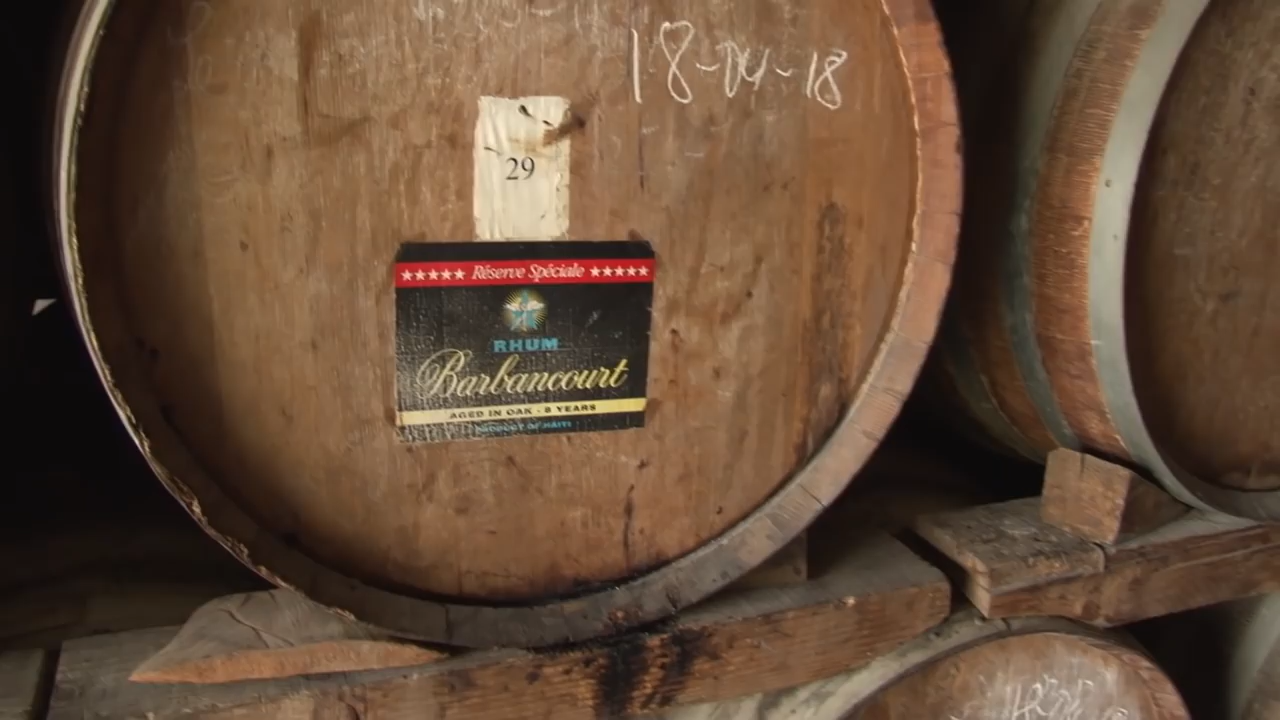 18-04-18
29
★★★★★ Réserve Spéciale ★★★★★
RHUM
Barbancourt
AGED IN OAK - 8 YEARS
PRODUCT OF HAITI